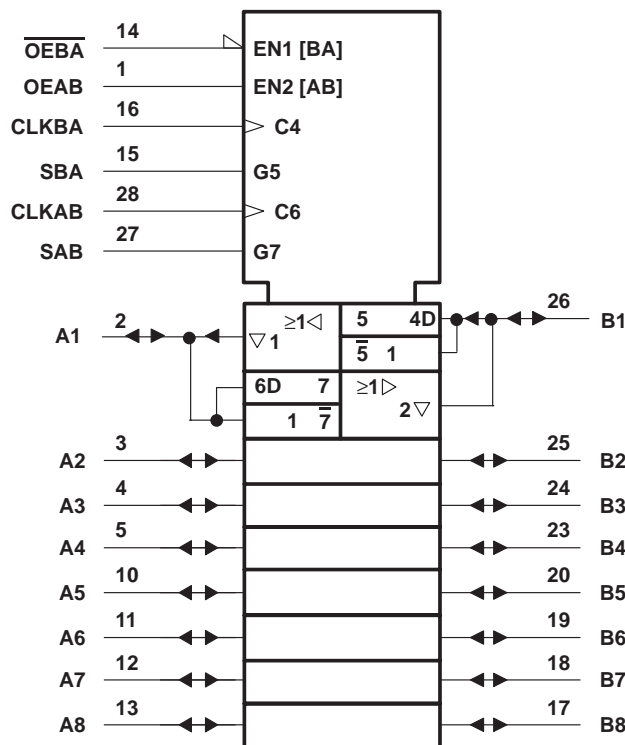 14
OEBA EN1 [BA]
1
OEAB EN2 [AB]
16
CLKBA C4
15
SBA G5
28
CLKAB C6
27
SAB G7
2 ≥1◁ 5 4D 26
A1 ▽1 5̅ 1 B1
6D 7 ≥1▷
1 7̅ 2▽
3 25
A2 B2
4 24
A3 B3
5 23
A4 B4
10 20
A5 B5
11 19
A6 B6
12 18
A7 B7
13 17
A8 B8